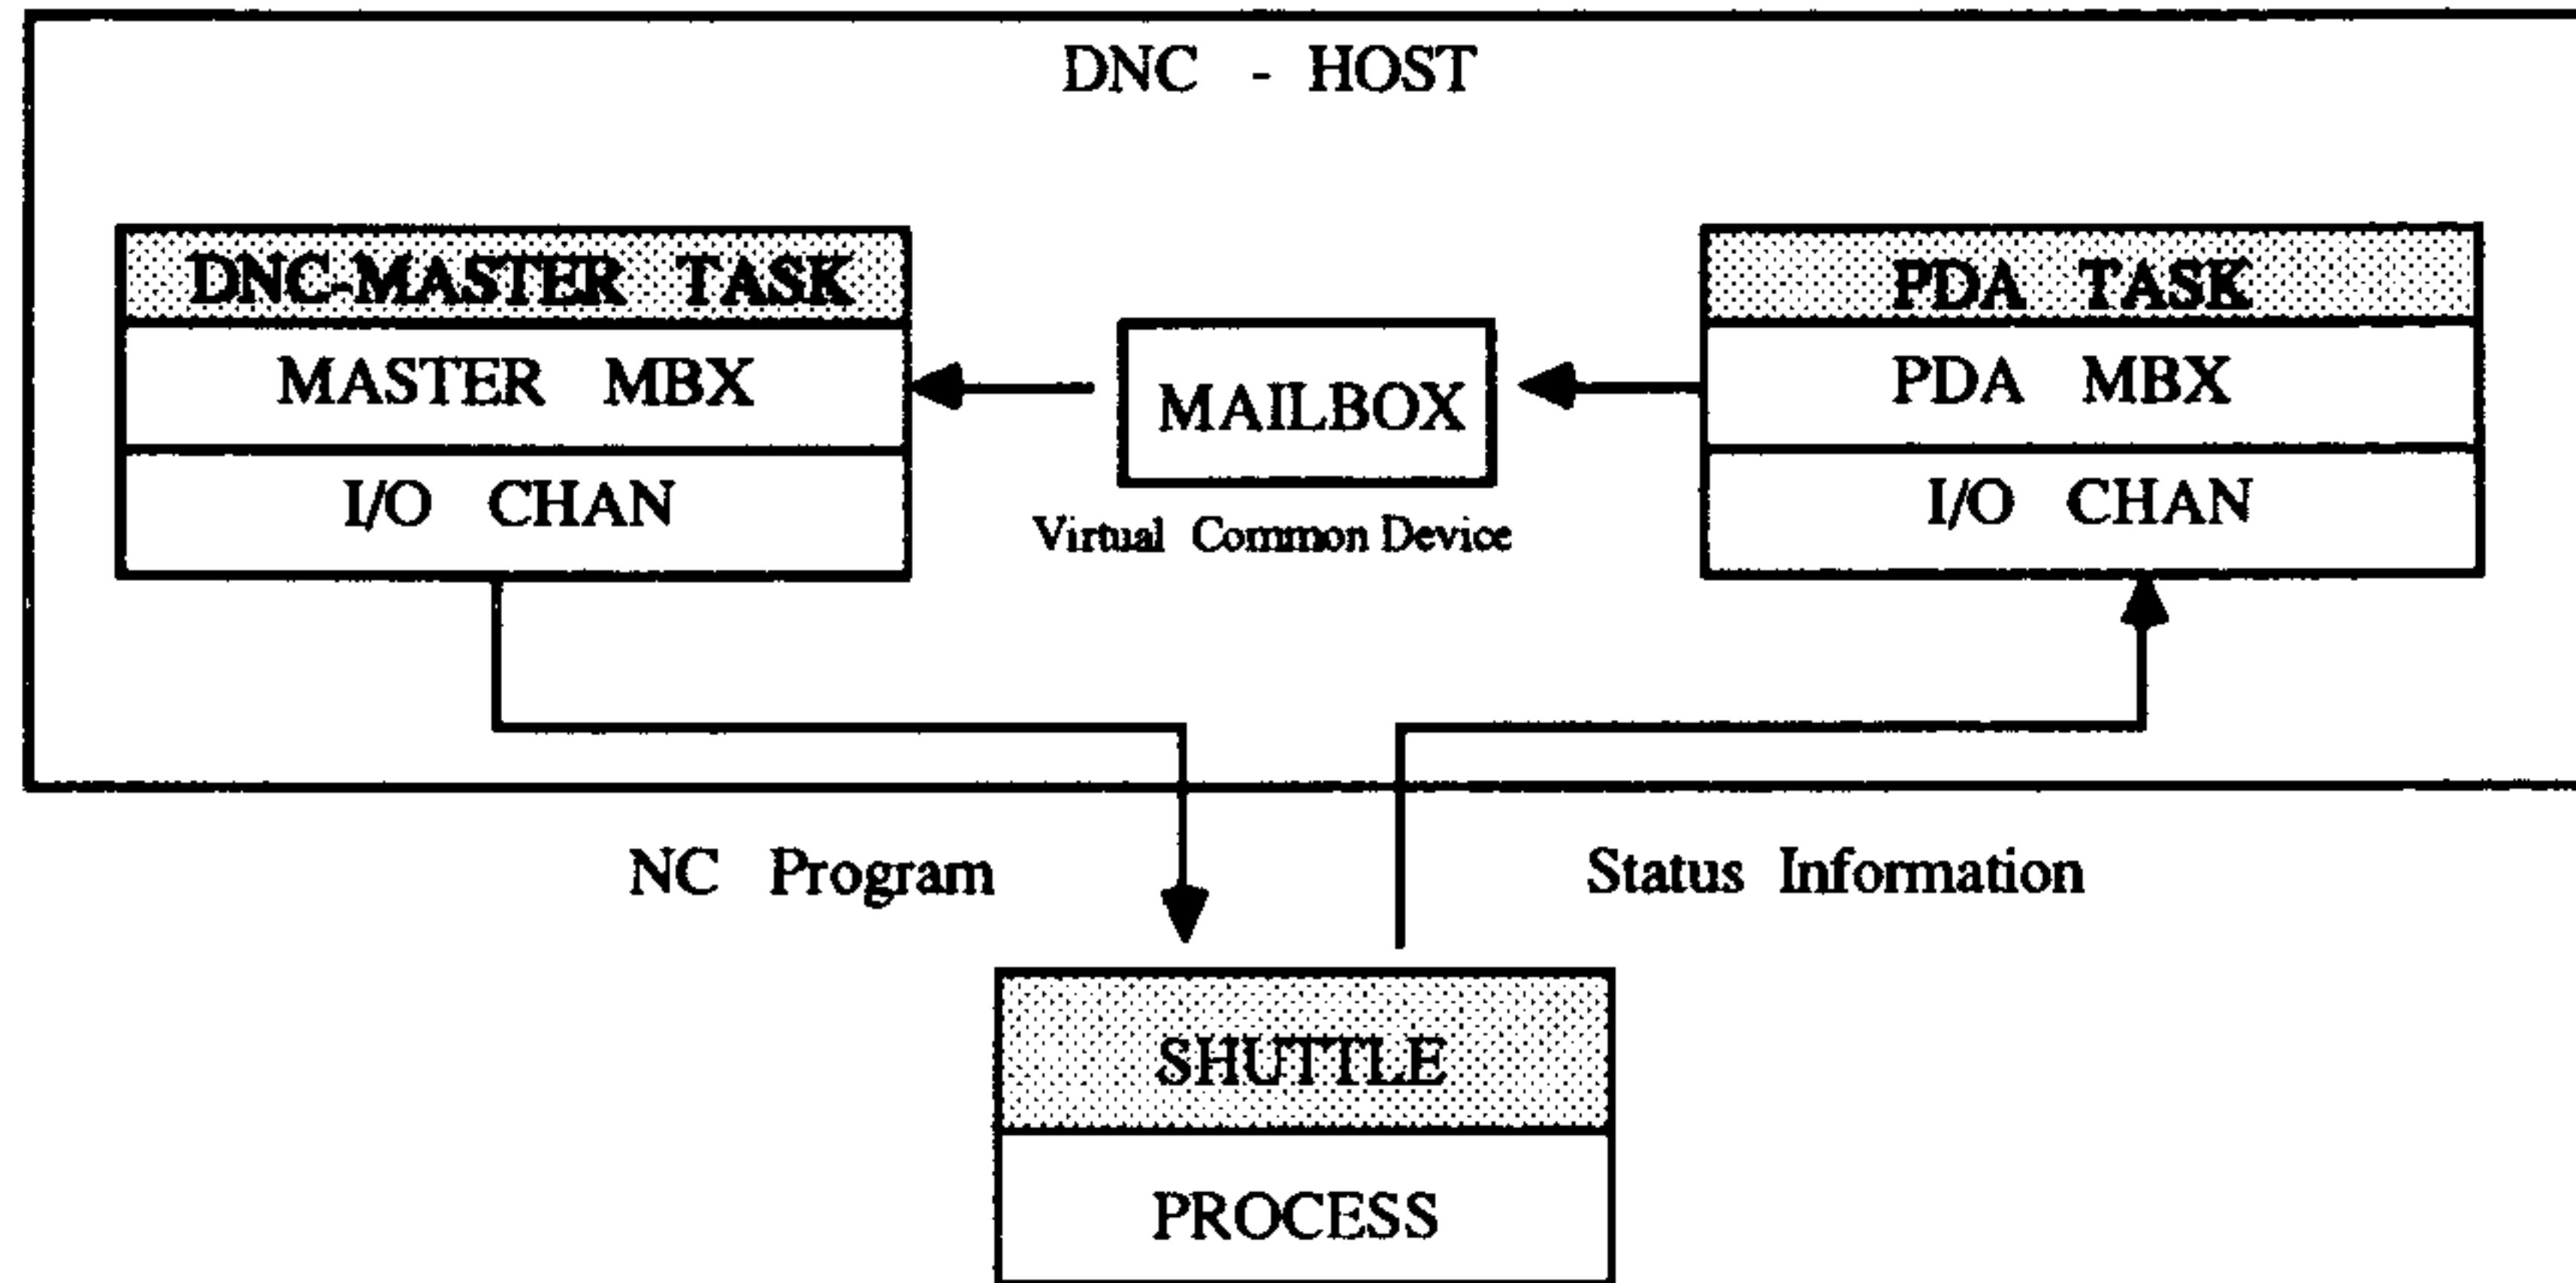 DNC - HOST
DNC-MASTER TASK
MASTER MBX
I/O CHAN
MAILBOX
Virtual Common Device
PDA TASK
PDA MBX
I/O CHAN
NC Program
Status Information
SHUTTLE
PROCESS